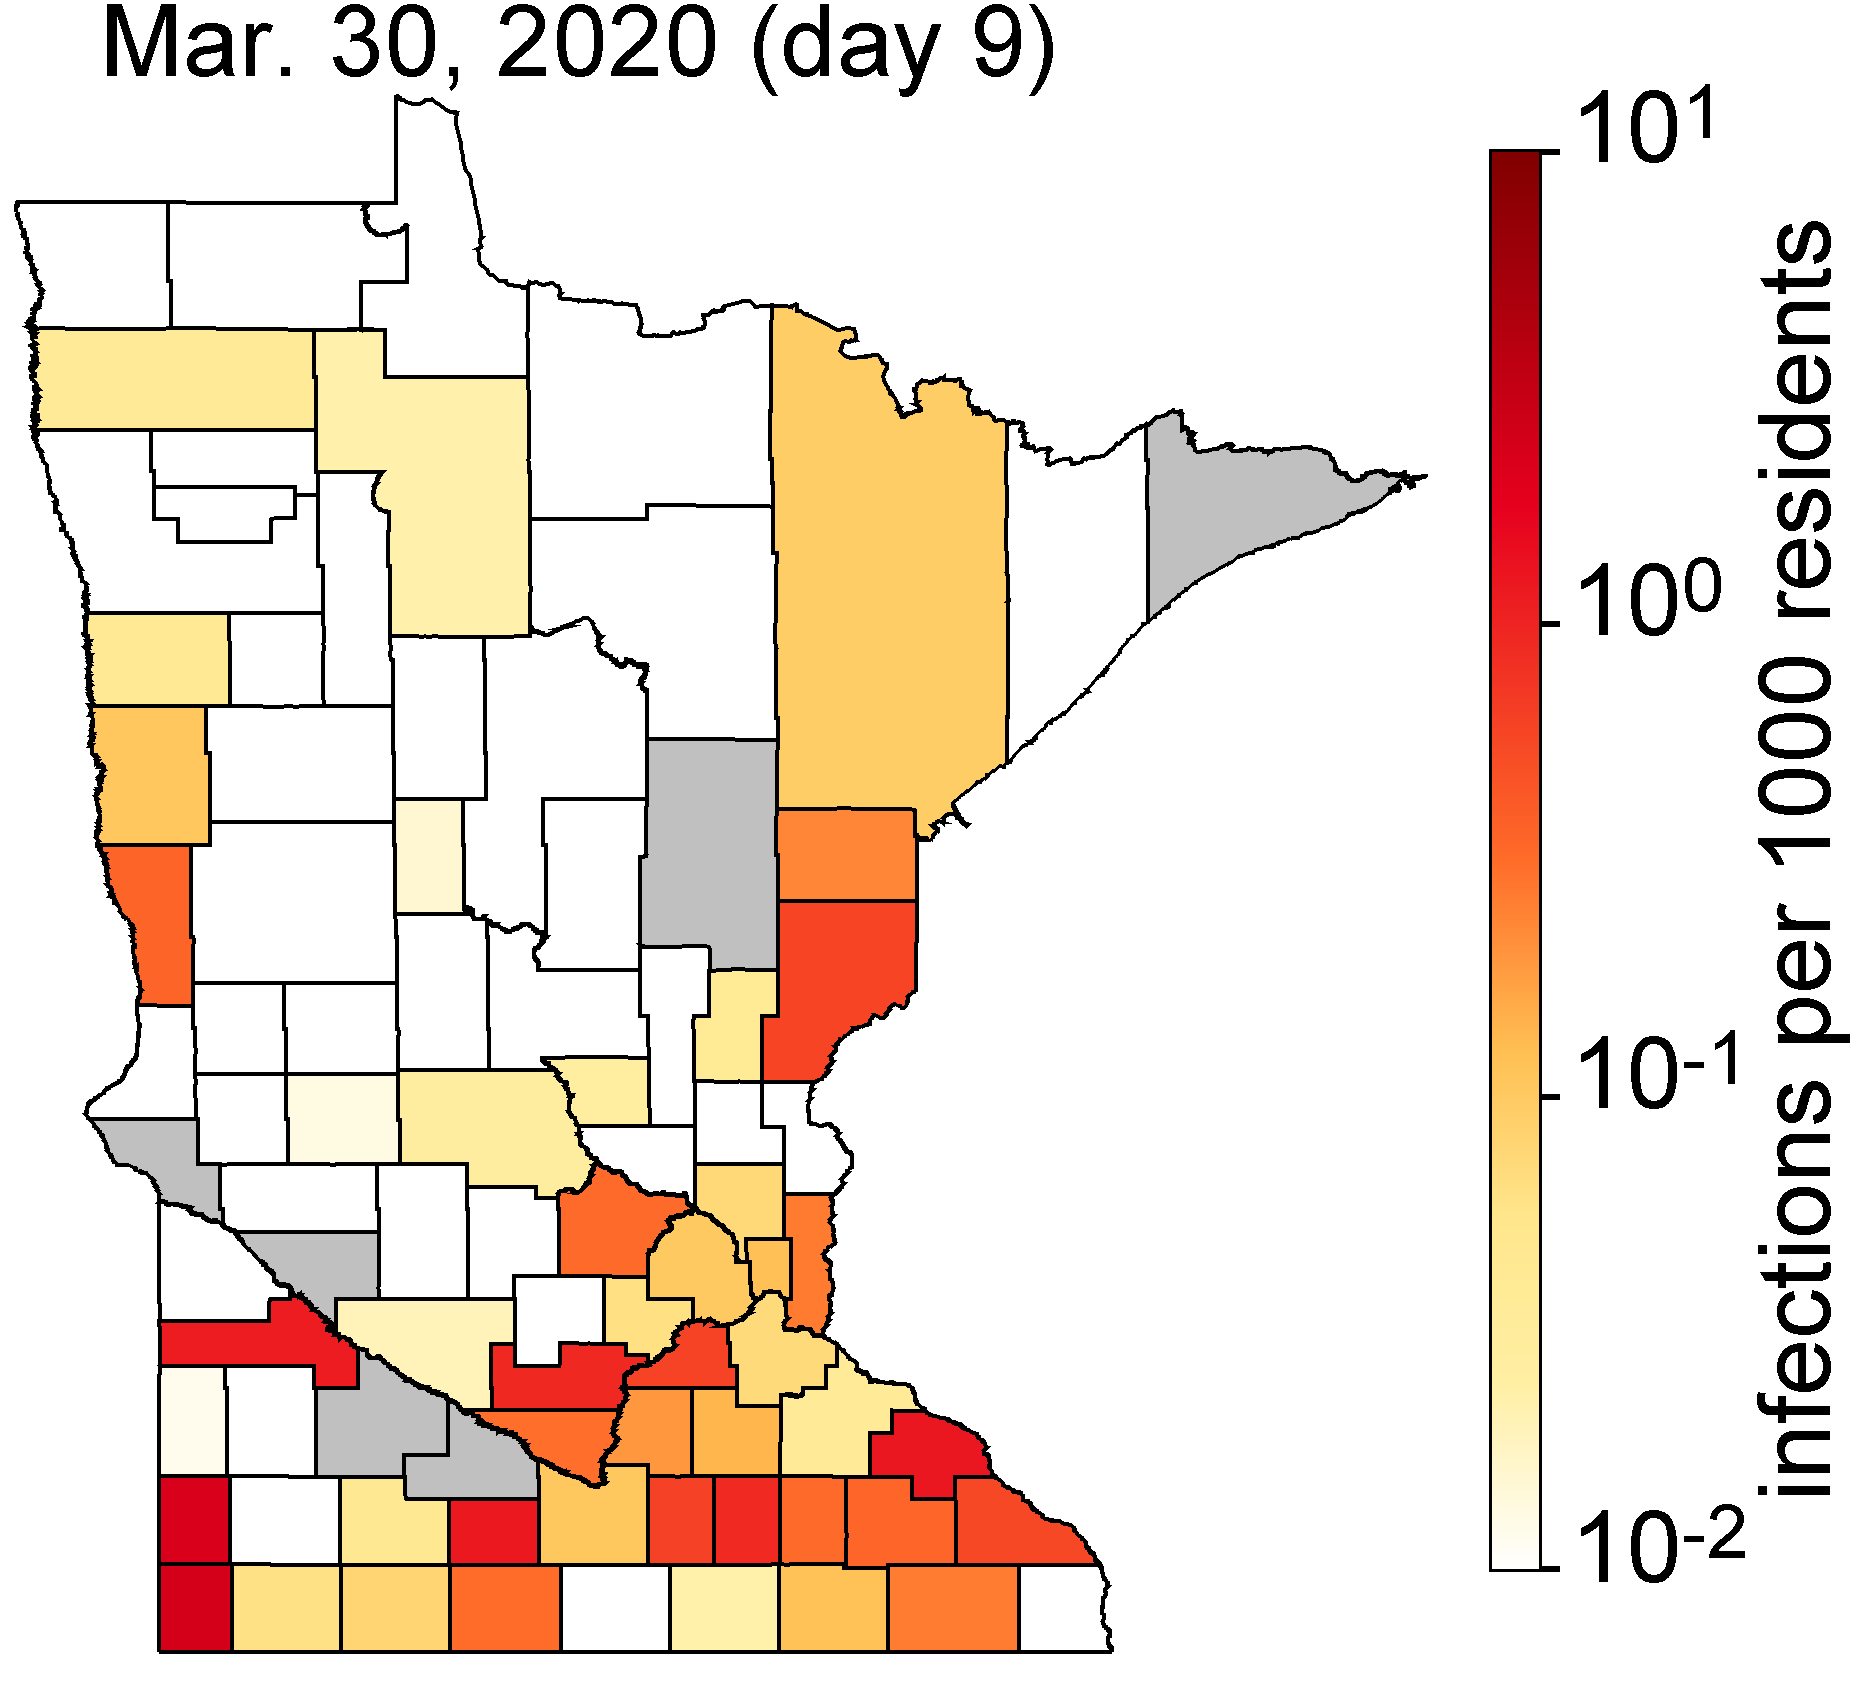 Mar. 30, 2020 (day 9)
10¹
10⁰
10⁻¹
10⁻²
infections per 1000 residents